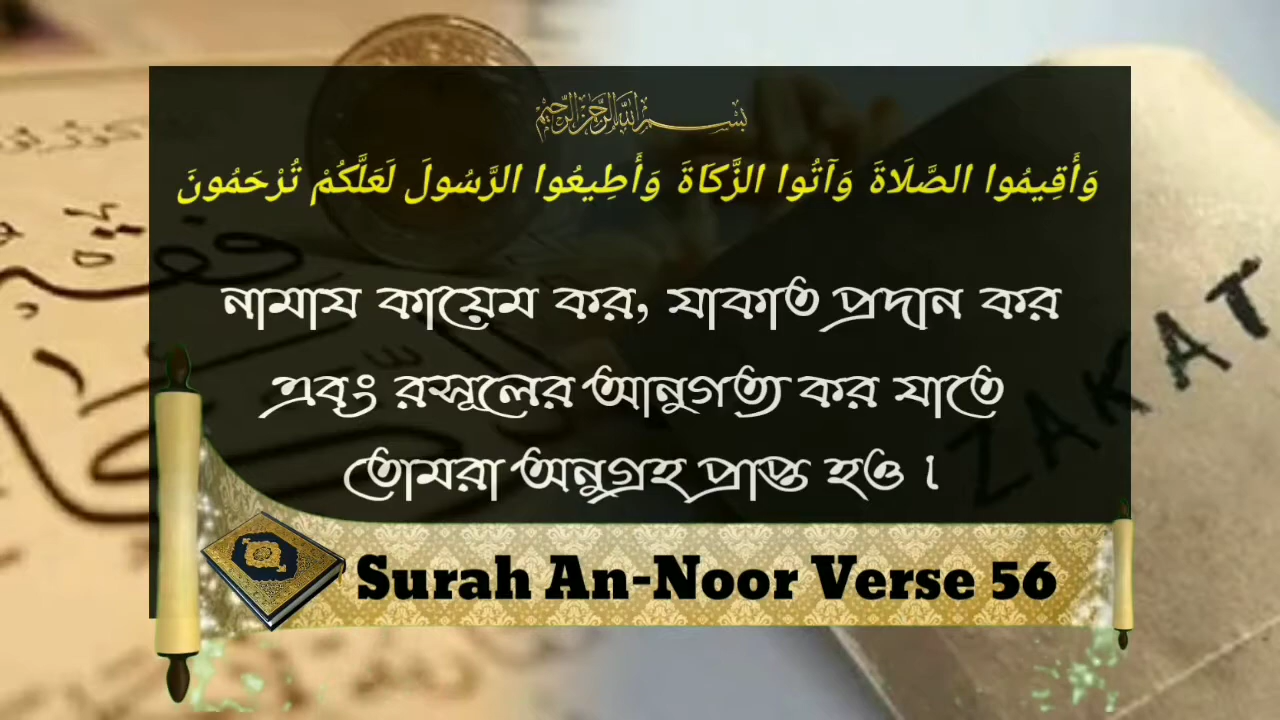 بسم الله الرحمن الرحيم
وَأَقِيمُوا الصَّلَاةَ وَآتُوا الزَّكَاةَ وَأَطِيعُوا الرَّسُولَ لَعَلَّكُمْ تُرْحَمُونَ
নামায কায়েম কর, যাকাত প্রদান কর
এবং রসূলের আনুগত্য কর যাতে
তোমরা অনুগ্রহ প্রাপ্ত হও।
ZAKAT
Surah An-Noor Verse 56